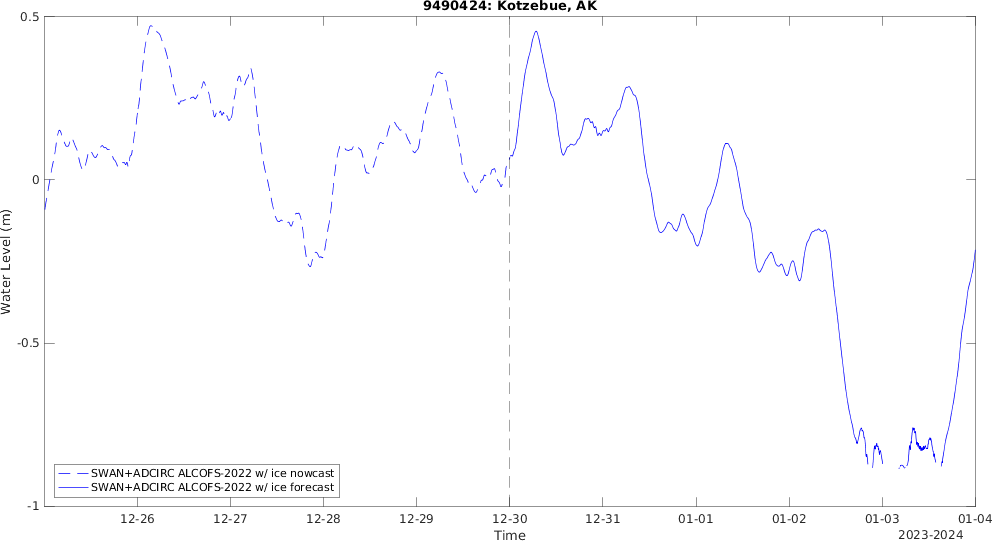 9490424: Kotzebue, AK
0.5
0
-0.5
-1
Water Level (m)
SWAN+ADCIRC ALCOFS-2022 w/ ice nowcast
SWAN+ADCIRC ALCOFS-2022 w/ ice forecast
12-26 12-27 12-28 12-29 12-30 12-31 01-01 01-02 01-03 01-04
Time
2023-2024